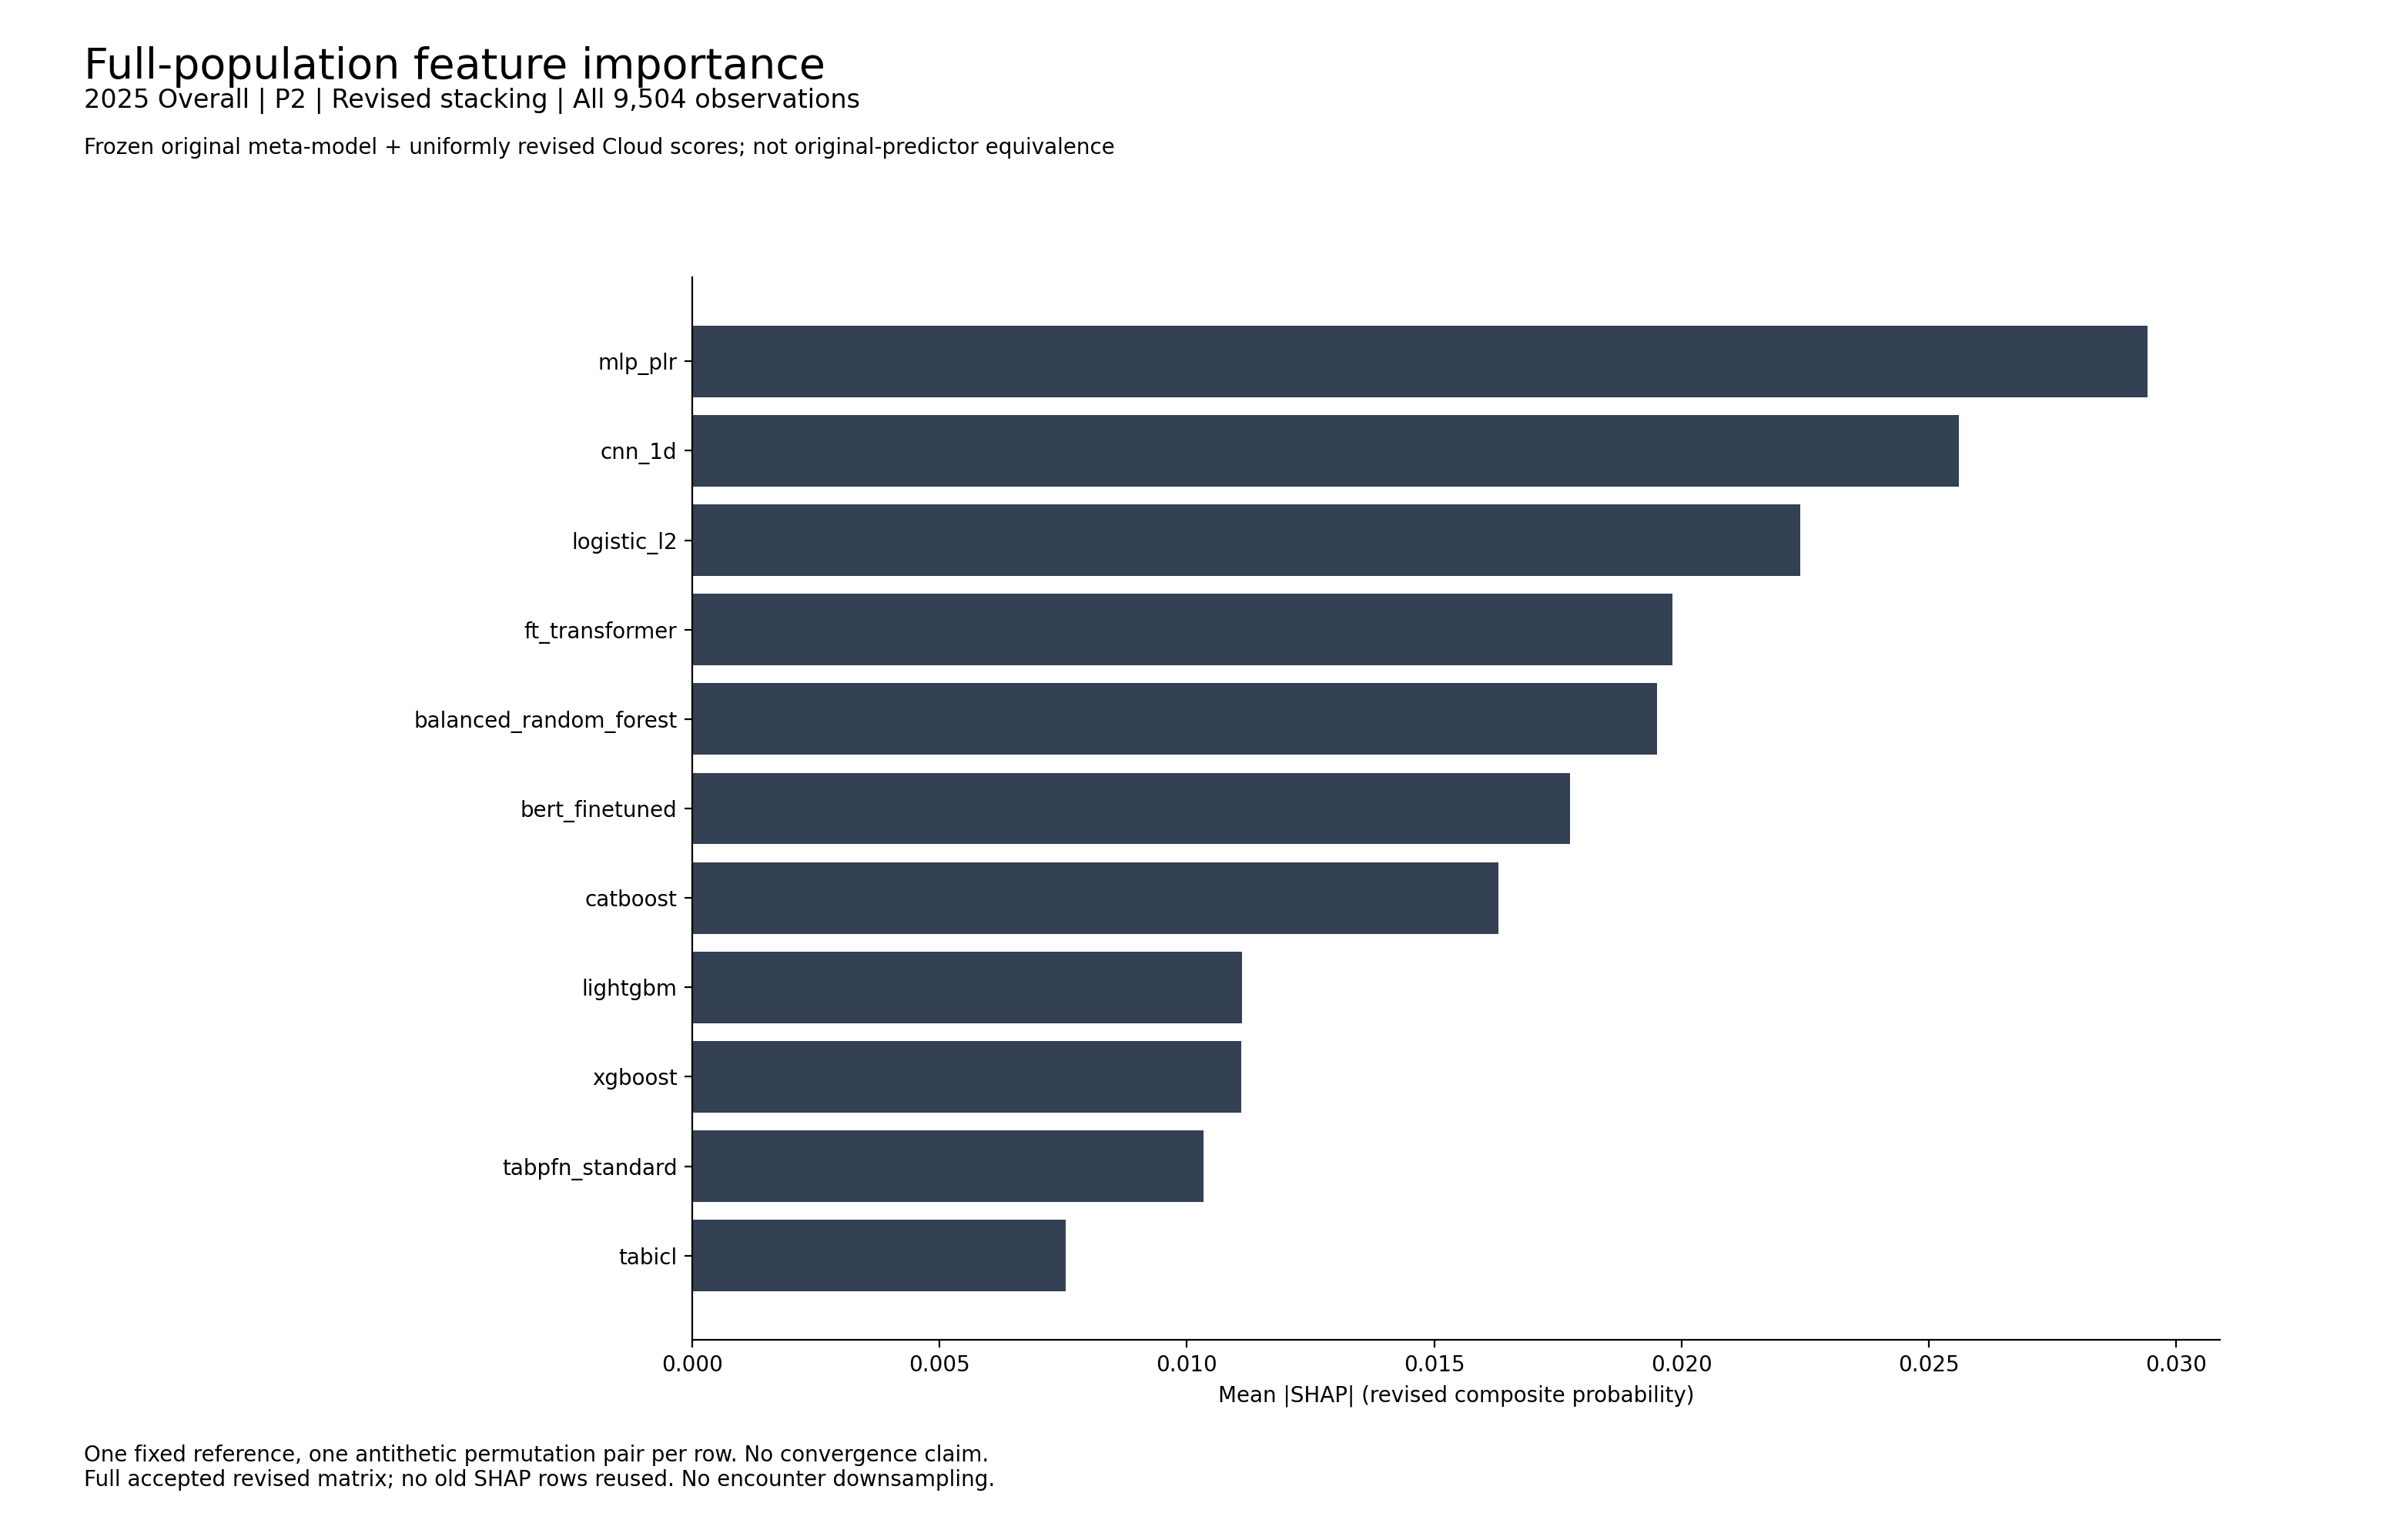 Full-population feature importance
2025 Overall | P2 | Revised stacking | All 9,504 observations
Frozen original meta-model + uniformly revised Cloud scores; not original-predictor equivalence
mlp_plr
cnn_1d
logistic_l2
ft_transformer
balanced_random_forest
bert_finetuned
catboost
lightgbm
xgboost
tabpfn_standard
tabicl
0.000 0.005 0.010 0.015 0.020 0.025 0.030
Mean |SHAP| (revised composite probability)
One fixed reference, one antithetic permutation pair per row. No convergence claim.
Full accepted revised matrix; no old SHAP rows reused. No encounter downsampling.